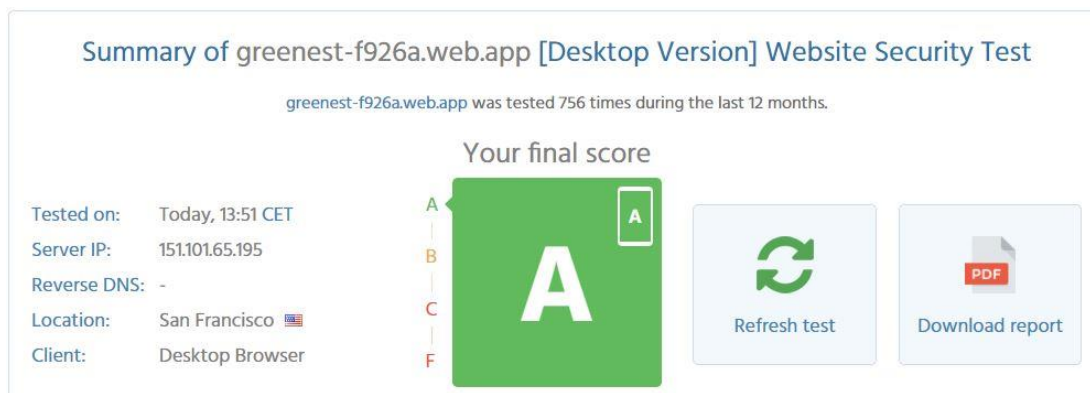 Summary of greenest-f926a.web.app [Desktop Version] Website Security Test
greenest-f926a.web.app was tested 756 times during the last 12 months.
Your final score
Tested on: Today, 13:51 CET
Server IP: 151.101.65.195
Reverse DNS: -
Location: San Francisco
Client: Desktop Browser
A
B
C
F
A
A
Refresh test
PDF
Download report